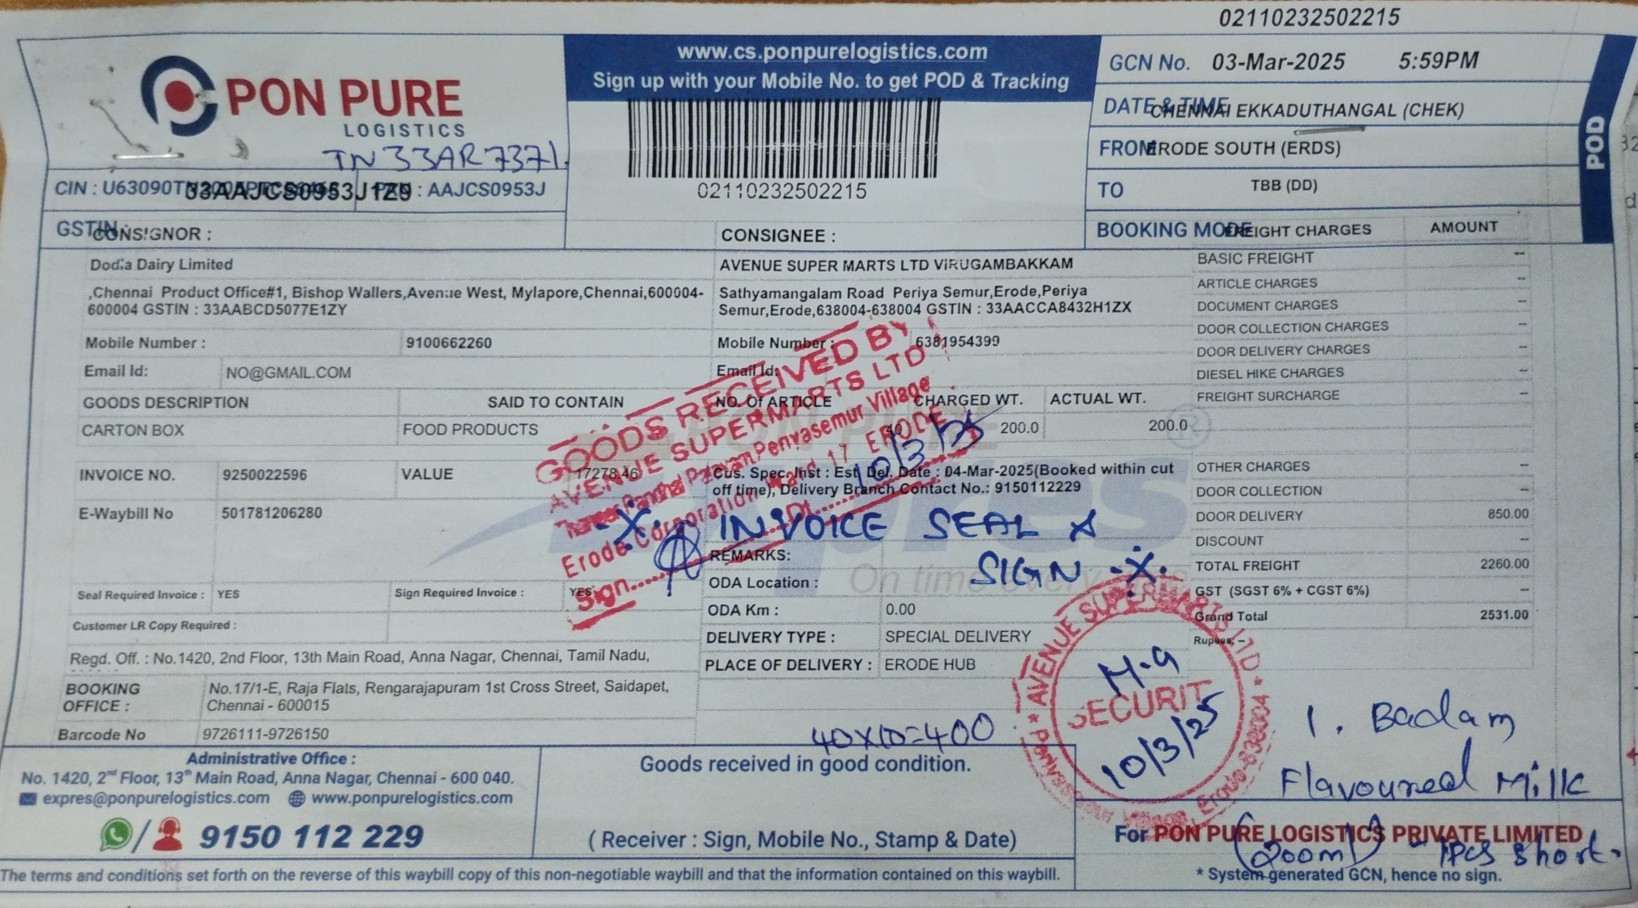 02110232502215
PON PURE
LOGISTICS
TN33AR7371
www.cs.ponpurelogistics.com
Sign up with your Mobile No. to get POD & Tracking
02110232502215
GCN No. 03-Mar-2025 5:59PM
DATE & TIME CHENNAI EKKADUTHANGAL (CHEK)
FROM ERODE SOUTH (ERDS)
TO TBB (DD)
BOOKING MODE
POD
CIN : U63090TN : AAJCS0953J
33AAJCS0953J1Z9
GSTIN
CONSIGNOR :
Dodia Dairy Limited
,Chennai Product Office#1, Bishop Wallers,Avenue West, Mylapore,Chennai,600004-
600004 GSTIN : 33AABCD5077E1ZY
Mobile Number : 9100662260
Email Id: NO@GMAIL.COM
CONSIGNEE :
AVENUE SUPER MARTS LTD ViRUGAMBAKKAM
Sathyamangalam Road Periya Semur,Erode,Periya
Semur,Erode,638004-638004 GSTIN : 33AACCA8432H1ZX
Mobile Number : 6381954399
Email Id:
GOODS DESCRIPTION SAID TO CONTAIN NO. Of ARTICLE CHARGED WT. ACTUAL WT.
CARTON BOX FOOD PRODUCTS 200.0 200.0
INVOICE NO. 9250022596 VALUE 17278.46
E-Waybill No 501781206280
Cus. Spec. Inst : Est. Del. Date : 04-Mar-2025(Booked within cut
off time), Delivery Branch Contact No.: 9150112229
REMARKS:
ODA Location :
ODA Km : 0.00
DELIVERY TYPE : SPECIAL DELIVERY
PLACE OF DELIVERY : ERODE HUB
Seal Required Invoice : YES Sign Required Invoice : YES
Customer LR Copy Required :
Regd. Off. : No.1420, 2nd Floor, 13th Main Road, Anna Nagar, Chennai, Tamil Nadu,
BOOKING OFFICE : No.17/1-E, Raja Flats, Rengarajapuram 1st Cross Street, Saidapet,
Chennai - 600015
Barcode No 9726111-9726150
FREIGHT CHARGES AMOUNT
BASIC FREIGHT --
ARTICLE CHARGES --
DOCUMENT CHARGES --
DOOR COLLECTION CHARGES --
DOOR DELIVERY CHARGES --
DIESEL HIKE CHARGES --
FREIGHT SURCHARGE --
OTHER CHARGES --
DOOR COLLECTION --
DOOR DELIVERY 850.00
DISCOUNT --
TOTAL FREIGHT 2260.00
GST (SGST 6% + CGST 6%) --
Grand Total 2531.00
Rupees, --
GOODS RECEIVED BY
AVENUE SUPERMARTS LTD
Village
Erode Corporation Ward 17 ERODE
Sign
10/3/25
INVOICE SEAL &
SIGN
On time
AVENUE SUPERMARTS LTD
SECURITY
Erode-638004
10/3/25
40x10=400
1. Badam
Flavoured Milk
(200ml) - 1pcs short.
Administrative Office :
No. 1420, 2nd Floor, 13th Main Road, Anna Nagar, Chennai - 600 040.
expres@ponpurelogistics.com www.ponpurelogistics.com
9150 112 229
Goods received in good condition.
( Receiver : Sign, Mobile No., Stamp & Date)
For PON PURE LOGISTICS PRIVATE LIMITED
* System generated GCN, hence no sign.
The terms and conditions set forth on the reverse of this waybill copy of this non-negotiable waybill and that the information contained on this waybill.